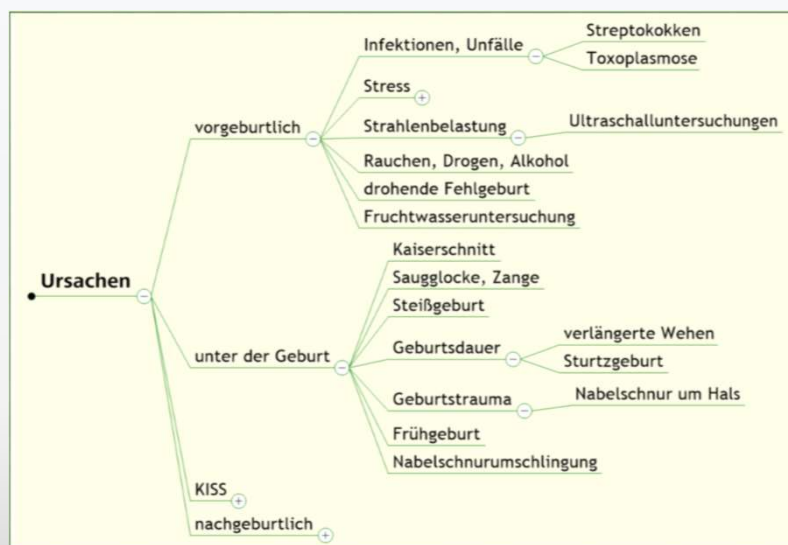 Ursachen
vorgeburtlich
Infektionen, Unfälle
Streptokokken
Toxoplasmose
Stress
Strahlenbelastung
Ultraschalluntersuchungen
Rauchen, Drogen, Alkohol
drohende Fehlgeburt
Fruchtwasseruntersuchung
unter der Geburt
Kaiserschnitt
Saugglocke, Zange
Steißgeburt
Geburtsdauer
verlängerte Wehen
Sturtzgeburt
Geburtstrauma
Nabelschnur um Hals
Frühgeburt
Nabelschnurumschlingung
KISS
nachgeburtlich